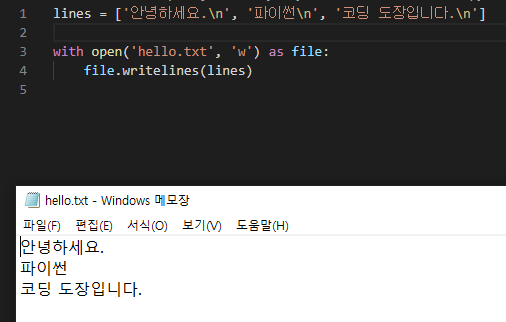 1 lines = ['안녕하세요.\n', '파이썬\n', '코딩 도장입니다.\n']
2
3 with open('hello.txt', 'w') as file:
4     file.writelines(lines)
5
hello.txt - Windows 메모장
파일(F) 편집(E) 서식(O) 보기(V) 도움말(H)
안녕하세요.
파이썬
코딩 도장입니다.